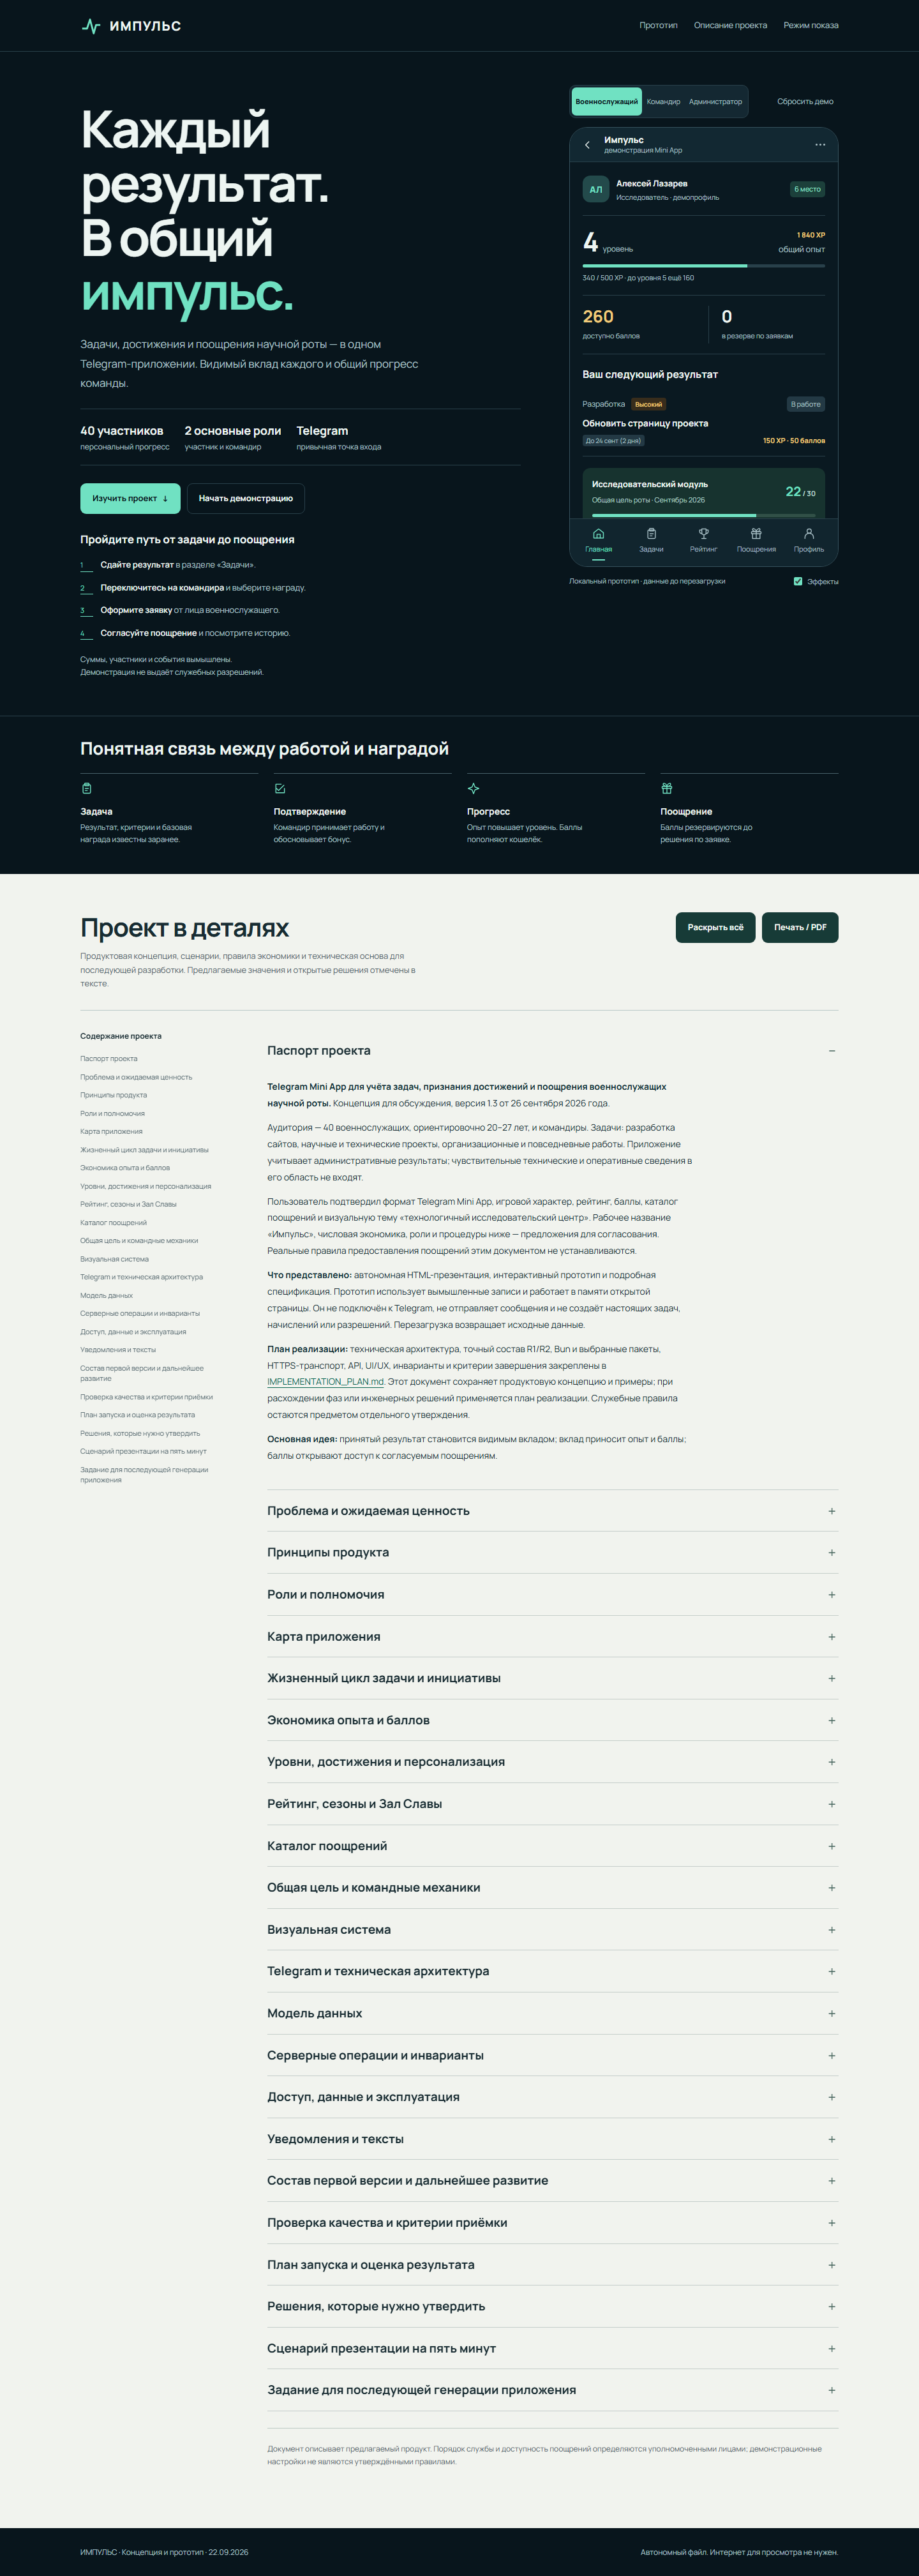 ИМПУЛЬС
Прототип
Описание проекта
Режим показа
Каждый
результат.
В общий
импульс.
Задачи, достижения и поощрения научной роты — в одном
Telegram-приложении. Видимый вклад каждого и общий прогресс
команды.
40 участников
персональный прогресс
2 основные роли
участник и командир
Telegram
привычная точка входа
Изучить проект ↓
Начать демонстрацию
Пройдите путь от задачи до поощрения
1 Сдайте результат в разделе «Задачи».
2 Переключитесь на командира и выберите награду.
3 Оформите заявку от лица военнослужащего.
4 Согласуйте поощрение и посмотрите историю.
Суммы, участники и события вымышлены.
Демонстрация не выдаёт служебных разрешений.
Военнослужащий
Командир
Администратор
Сбросить демо
Импульс
демонстрация Mini App
АЛ
Алексей Лазарев
Исследователь · демопрофиль
6 место
4 уровень
1 840 XP
общий опыт
340 / 500 XP · до уровня 5 ещё 160
260
доступно баллов
0
в резерве по заявкам
Ваш следующий результат
Разработка
Высокий
В работе
Обновить страницу проекта
До 24 сент (2 дня)
150 XP · 50 баллов
Исследовательский модуль
Общая цель роты · Сентябрь 2026
22 / 30
Главная
Задачи
Рейтинг
Поощрения
Профиль
Локальный прототип · данные до перезагрузки
Эффекты
Понятная связь между работой и наградой
Задача
Результат, критерии и базовая
награда известны заранее.
Подтверждение
Командир принимает работу и
обосновывает бонус.
Прогресс
Опыт повышает уровень. Баллы
пополняют кошелёк.
Поощрение
Баллы резервируются до
решения по заявке.
Проект в деталях
Продуктовая концепция, сценарии, правила экономики и техническая основа для
последующей разработки. Предлагаемые значения и открытые решения отмечены в
тексте.
Раскрыть всё
Печать / PDF
Содержание проекта
Паспорт проекта
Проблема и ожидаемая ценность
Принципы продукта
Роли и полномочия
Карта приложения
Жизненный цикл задачи и инициативы
Экономика опыта и баллов
Уровни, достижения и персонализация
Рейтинг, сезоны и Зал Славы
Каталог поощрений
Общая цель и командные механики
Визуальная система
Telegram и техническая архитектура
Модель данных
Серверные операции и инварианты
Доступ, данные и эксплуатация
Уведомления и тексты
Состав первой версии и дальнейшее
развитие
Проверка качества и критерии приёмки
План запуска и оценка результата
Решения, которые нужно утвердить
Сценарий презентации на пять минут
Задание для последующей генерации
приложения
Паспорт проекта
Telegram Mini App для учёта задач, признания достижений и поощрения военнослужащих
научной роты. Концепция для обсуждения, версия 1.3 от 26 сентября 2026 года.
Аудитория — 40 военнослужащих, ориентировочно 20–27 лет, и командиры. Задачи: разработка
сайтов, научные и технические проекты, организационные и повседневные работы. Приложение
учитывает административные результаты; чувствительные технические и оперативные сведения в
его область не входят.
Пользователь подтвердил формат Telegram Mini App, игровой характер, рейтинг, баллы, каталог
поощрений и визуальную тему «технологичный исследовательский центр». Рабочее название
«Импульс», числовая экономика, роли и процедуры ниже — предложения для согласования.
Реальные правила предоставления поощрений этим документом не устанавливаются.
Что представлено: автономная HTML-презентация, интерактивный прототип и подробная
спецификация. Прототип использует вымышленные записи и работает в памяти открытой
страницы. Он не подключён к Telegram, не отправляет сообщения и не создаёт настоящих задач,
начислений или разрешений. Перезагрузка возвращает исходные данные.
План реализации: техническая архитектура, точный состав R1/R2, Bun и выбранные пакеты,
HTTPS-транспорт, API, UI/UX, инварианты и критерии завершения закреплены в
IMPLEMENTATION_PLAN.md. Этот документ сохраняет продуктовую концепцию и примеры; при
расхождении фаз или инженерных решений применяется план реализации. Служебные правила
остаются предметом отдельного утверждения.
Основная идея: принятый результат становится видимым вкладом; вклад приносит опыт и баллы;
баллы открывают доступ к согласуемым поощрениям.
Проблема и ожидаемая ценность
Принципы продукта
Роли и полномочия
Карта приложения
Жизненный цикл задачи и инициативы
Экономика опыта и баллов
Уровни, достижения и персонализация
Рейтинг, сезоны и Зал Славы
Каталог поощрений
Общая цель и командные механики
Визуальная система
Telegram и техническая архитектура
Модель данных
Серверные операции и инварианты
Доступ, данные и эксплуатация
Уведомления и тексты
Состав первой версии и дальнейшее развитие
Проверка качества и критерии приёмки
План запуска и оценка результата
Решения, которые нужно утвердить
Сценарий презентации на пять минут
Задание для последующей генерации приложения
Документ описывает предлагаемый продукт. Порядок службы и доступность поощрений определяются уполномоченными лицами; демонстрационные
настройки не являются утверждёнными правилами.
ИМПУЛЬС · Концепция и прототип · 22.09.2026
Автономный файл. Интернет для просмотра не нужен.